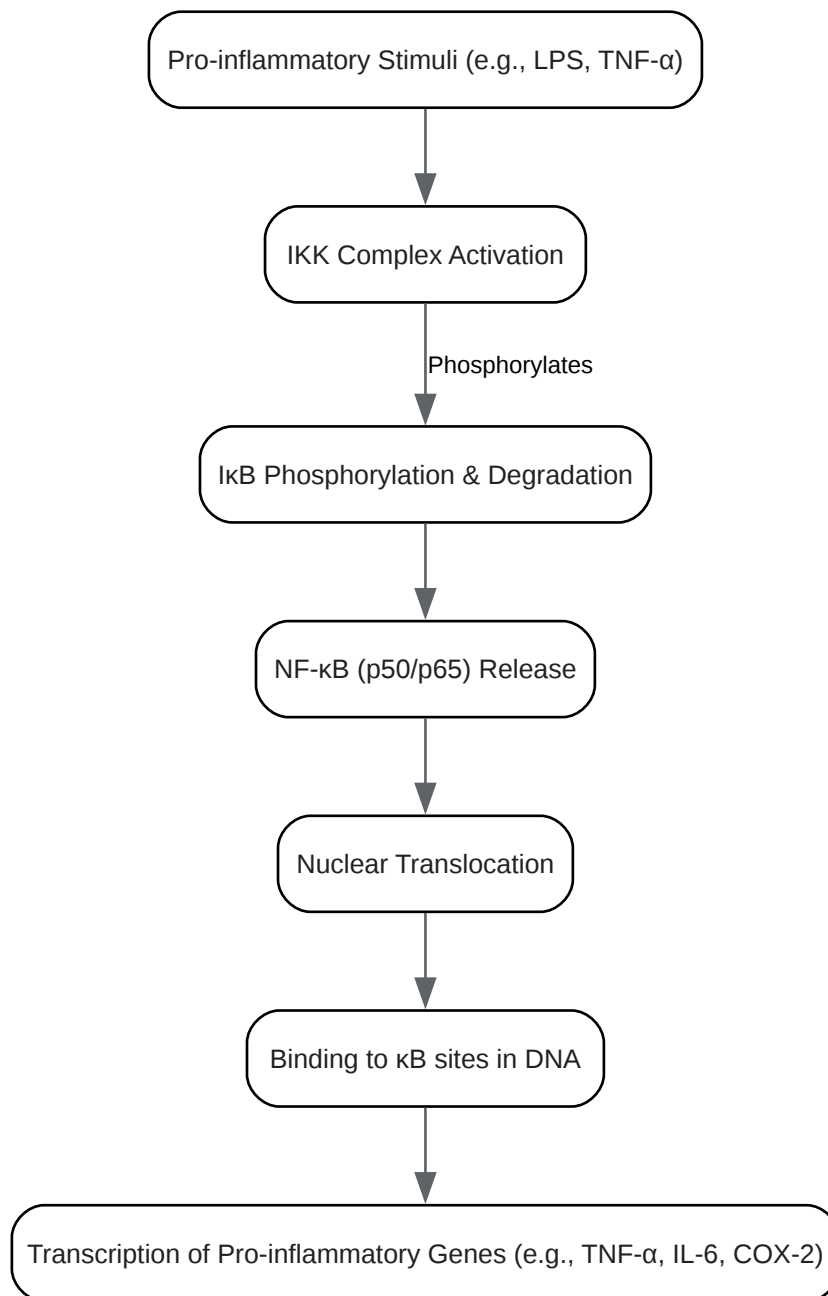 Pro-inflammatory Stimuli (e.g., LPS, TNF-α)
IKK Complex Activation
Phosphorylates
IκB Phosphorylation & Degradation
NF-κB (p50/p65) Release
Nuclear Translocation
Binding to κB sites in DNA
Transcription of Pro-inflammatory Genes (e.g., TNF-α, IL-6, COX-2)